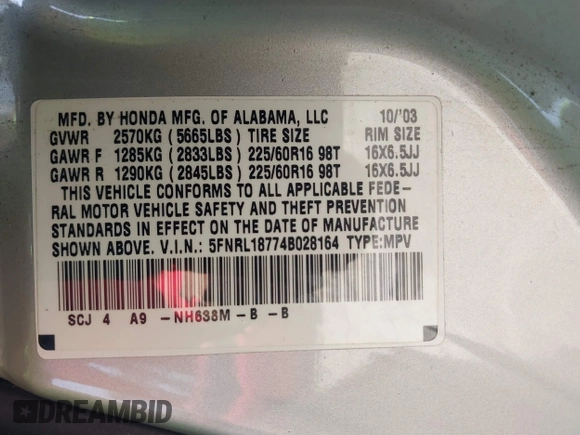 MFD. BY HONDA MFG. OF ALABAMA, LLC 10/'03
GVWR 2570KG (5665LBS) TIRE SIZE RIM SIZE
GAWR F 1285KG (2833LBS) 225/60R16 98T 16X6.5JJ
GAWR R 1290KG (2845LBS) 225/60R16 98T 16X6.5JJ
THIS VEHICLE CONFORMS TO ALL APPLICABLE FEDE-
RAL MOTOR VEHICLE SAFETY AND THEFT PREVENTION
STANDARDS IN EFFECT ON THE DATE OF MANUFACTURE
SHOWN ABOVE. V.I.N.: 5FNRL18774B028164 TYPE:MPV
SCJ 4 A9 -NH638M-B -B
DREAMBID